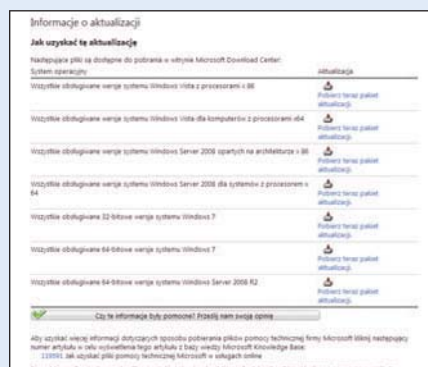 Informacje o aktualizacji
Jak uzyskać tę aktualizację
Następujące pliki są dostępne do pobrania w witrynie Microsoft Download Center:
System operacyjny Aktualizacja
Wszystkie obsługiwane wersje systemu Windows Vista z procesorami x 86
Pobierz teraz pakiet
aktualizacji.
Wszystkie obsługiwane wersje systemu Windows Vista dla komputerów z procesorami x64
Pobierz teraz pakiet
aktualizacji.
Wszystkie obsługiwane wersje systemu Windows Server 2008 opartych na architekturze x 86
Pobierz teraz pakiet
aktualizacji.
Wszystkie obsługiwane wersje systemu Windows Server 2008 dla systemów z procesorem x
64
Pobierz teraz pakiet
aktualizacji.
Wszystkie obsługiwane 32-bitowe wersje systemu Windows 7
Pobierz teraz pakiet
aktualizacji.
Wszystkie obsługiwane 64-bitowe wersje systemu Windows 7
Pobierz teraz pakiet
aktualizacji.
Wszystkie obsługiwane 64-bitowe wersje systemu Windows Server 2008 R2
Pobierz teraz pakiet
aktualizacji.
Czy te informacje były pomocne? Prześlij nam swoją opinię
Aby uzyskać więcej informacji dotyczących sposobu pobierania plików pomocy technicznej firmy Microsoft kliknij następujący
numer artykułu w celu wyświetlenia tego artykułu z bazy wiedzy Microsoft Knowledge Base:
119591 Jak uzyskać pliki pomocy technicznej Microsoft w usługach online